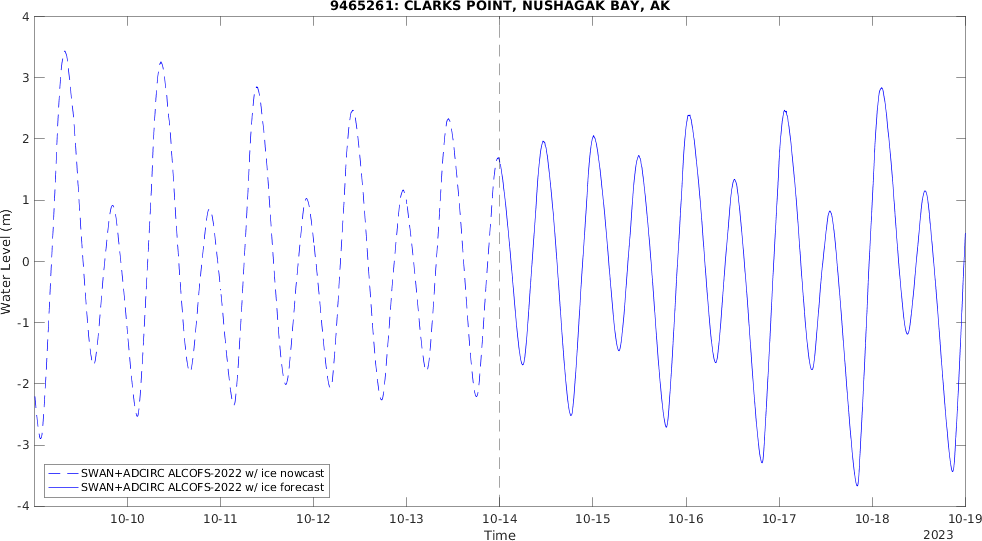 9465261: CLARKS POINT, NUSHAGAK BAY, AK
Water Level (m)
4
3
2
1
0
-1
-2
-3
-4
SWAN+ADCIRC ALCOFS-2022 w/ ice nowcast
SWAN+ADCIRC ALCOFS-2022 w/ ice forecast
10-10 10-11 10-12 10-13 10-14 10-15 10-16 10-17 10-18 10-19
Time
2023